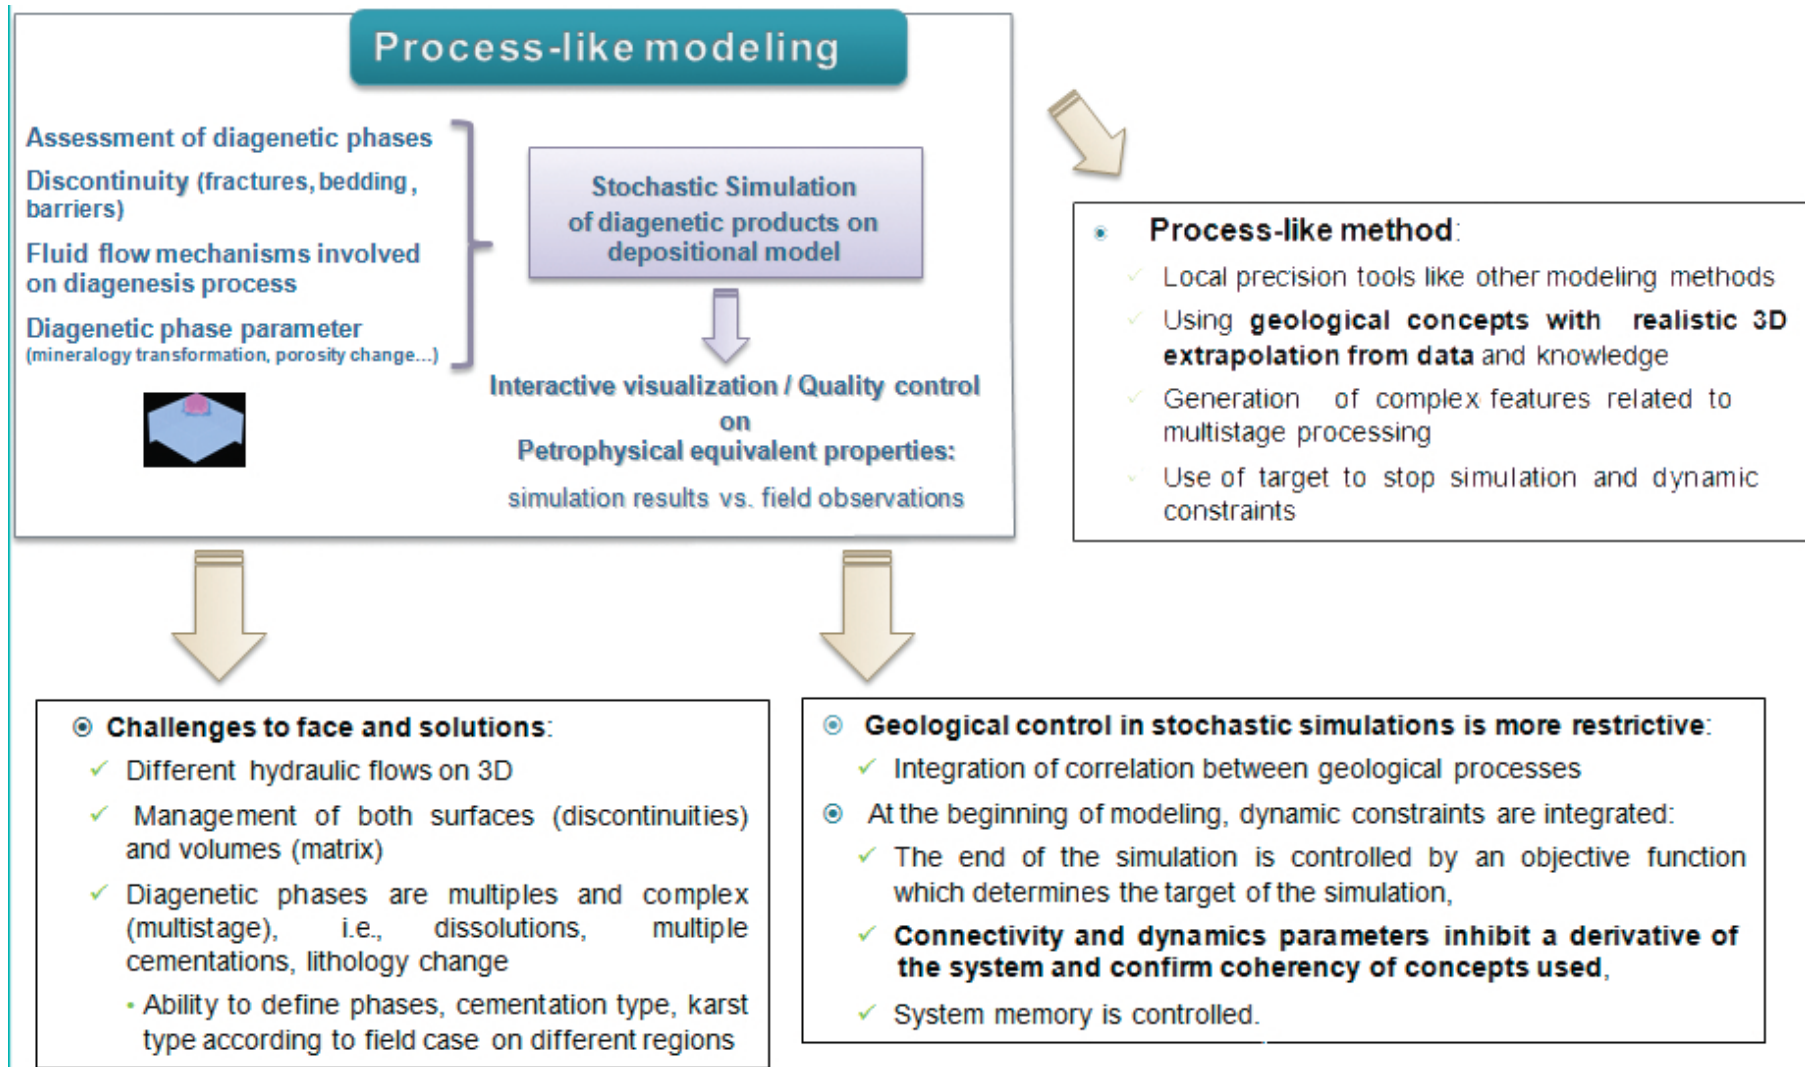 Process-like modeling
Assessment of diagenetic phases
Discontinuity (fractures, bedding,
barriers)
Fluid flow mechanisms involved
on diagenesis process
Diagenetic phase parameter
(mineralogy transformation, porosity change...)
Stochastic Simulation
of diagenetic products on
depositional model
Interactive visualization / Quality control
on
Petrophysical equivalent properties:
simulation results vs. field observations
Process-like method:
Local precision tools like other modeling methods
Using geological concepts with realistic 3D
extrapolation from data and knowledge
Generation of complex features related to
multistage processing
Use of target to stop simulation and dynamic
constraints
Challenges to face and solutions:
Different hydraulic flows on 3D
Management of both surfaces (discontinuities)
and volumes (matrix)
Diagenetic phases are multiples and complex
(multistage), i.e., dissolutions, multiple
cementations, lithology change
Ability to define phases, cementation type, karst
type according to field case on different regions
Geological control in stochastic simulations is more restrictive:
Integration of correlation between geological processes
At the beginning of modeling, dynamic constraints are integrated:
The end of the simulation is controlled by an objective function
which determines the target of the simulation,
Connectivity and dynamics parameters inhibit a derivative of
the system and confirm coherency of concepts used,
System memory is controlled.